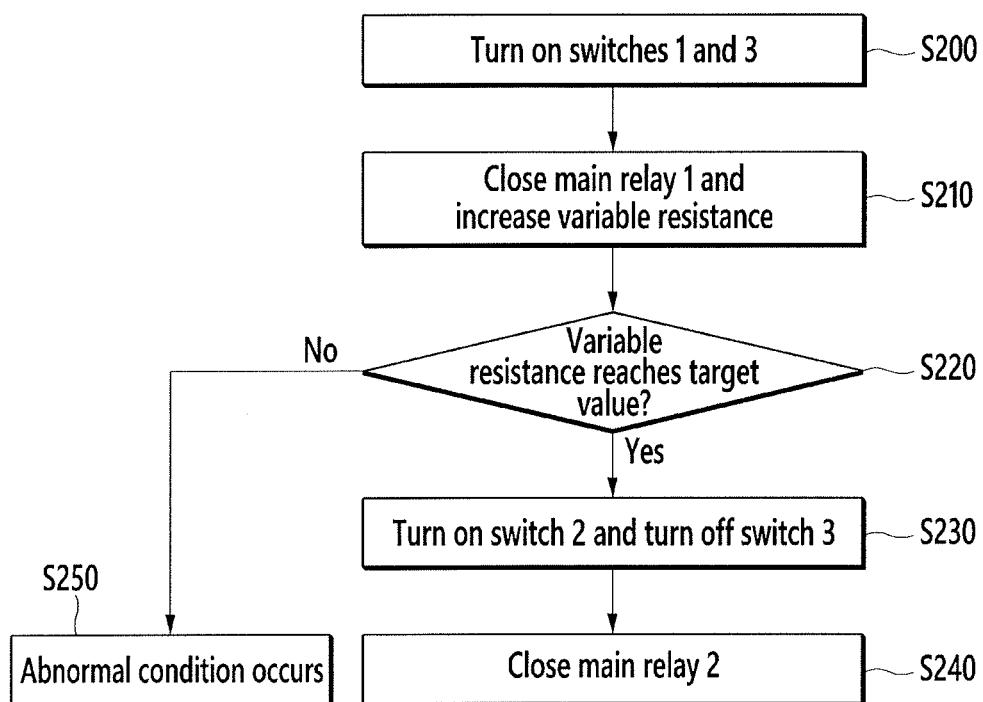 Turn on switches 1 and 3
S200
Close main relay 1 and
increase variable resistance
S210
Variable
resistance reaches target
value?
S220
No
Yes
Turn on switch 2 and turn off switch 3
S230
S250
Abnormal condition occurs
Close main relay 2
S240